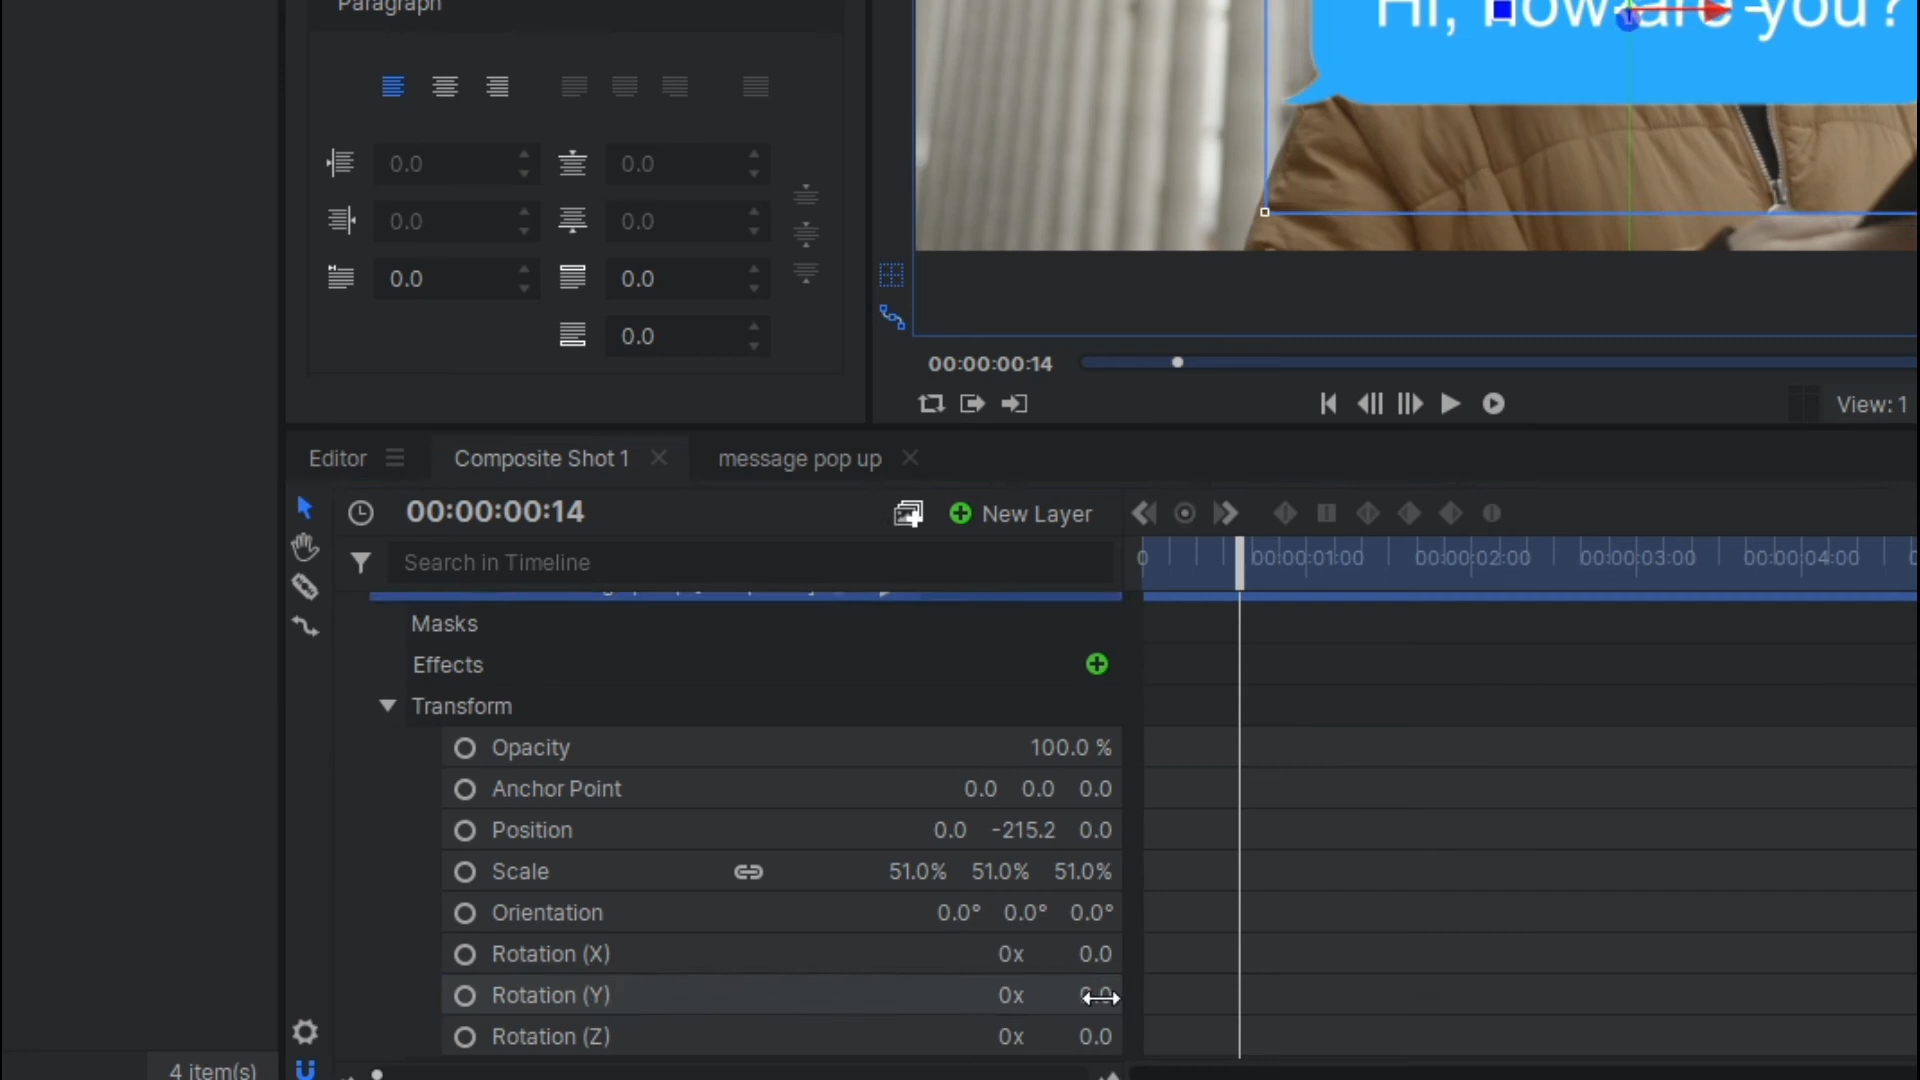 Paragraph
Hi, how are you?
0.0 0.0
0.0 0.0
0.0 0.0
0.0
00:00:00:14
View: 1
Editor Composite Shot 1 message pop up
00:00:00:14 New Layer
Search in Timeline
0 00:00:01:00 00:00:02:00 00:00:03:00 00:00:04:00
Masks
Effects
Transform
Opacity 100.0 %
Anchor Point 0.0 0.0 0.0
Position 0.0 -215.2 0.0
Scale 51.0% 51.0% 51.0%
Orientation 0.0° 0.0° 0.0°
Rotation (X) 0x 0.0
Rotation (Y) 0x 0.0
Rotation (Z) 0x 0.0
4 item(s)